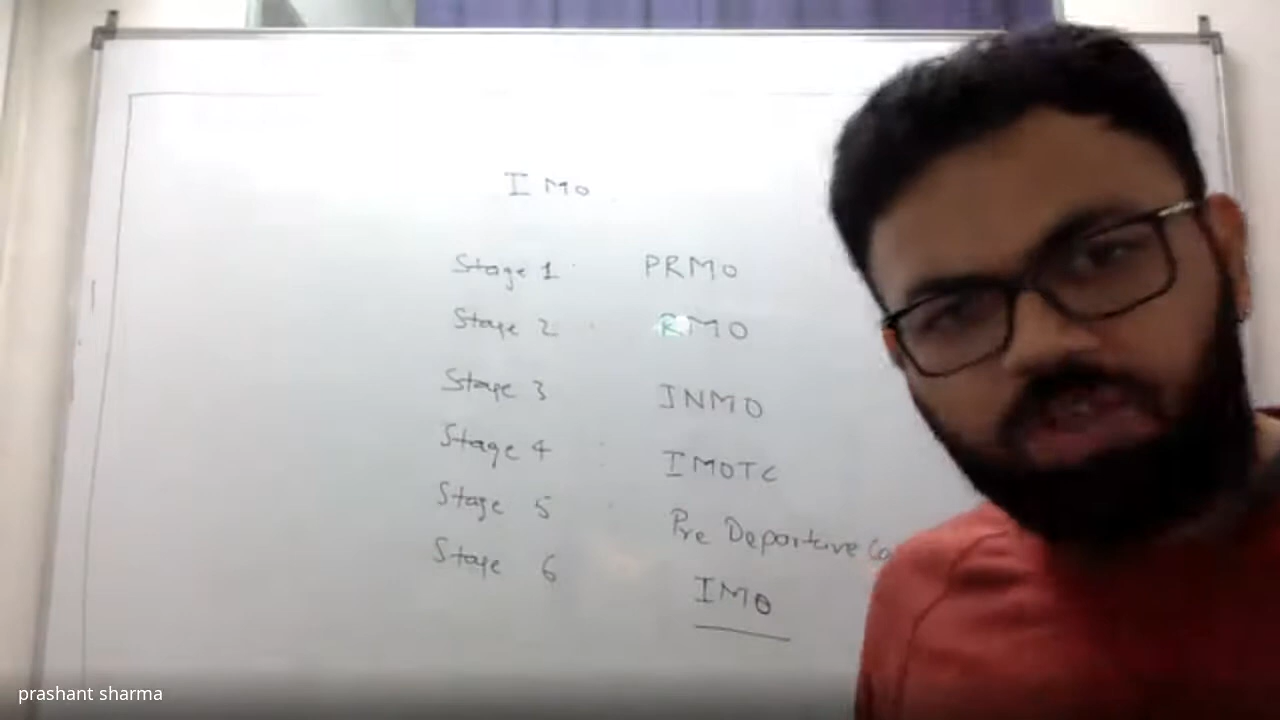 IMO
Stage 1 PRMO
Stage 2 RMO
Stage 3 INMO
Stage 4 IMOTC
Stage 5 Pre Departure
Stage 6 IMO
prashant sharma